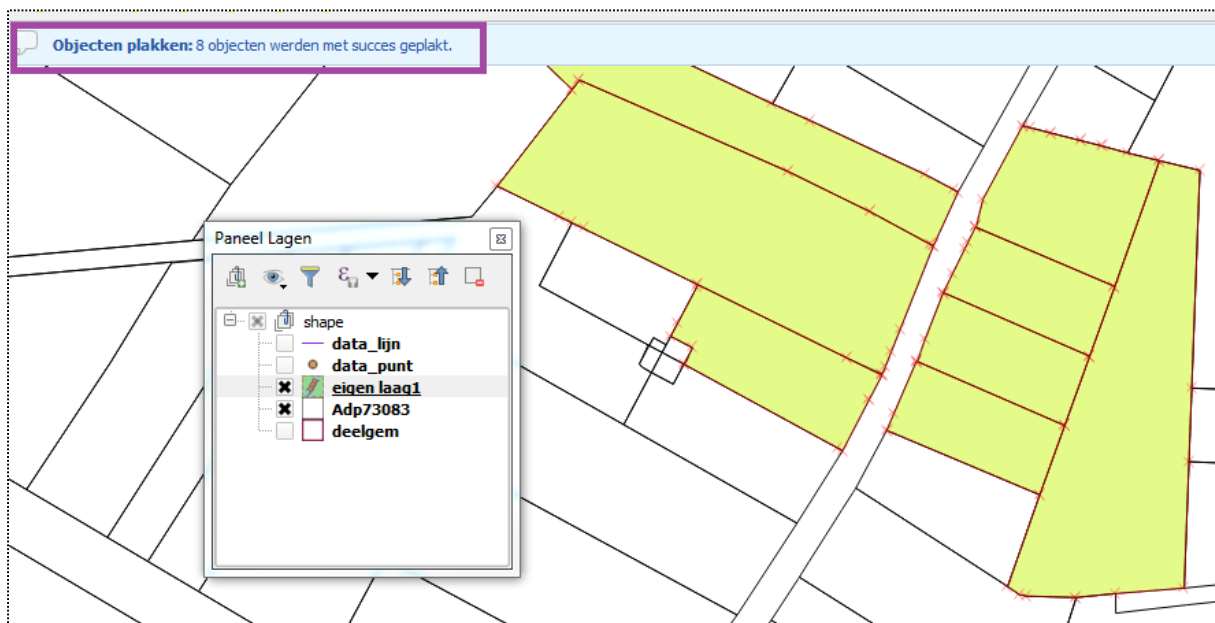 Objecten plakken: 8 objecten werden met succes geplakt.
Paneel Lagen
shape
data_lijn
data_punt
eigen laag1
Adp73083
deelgem